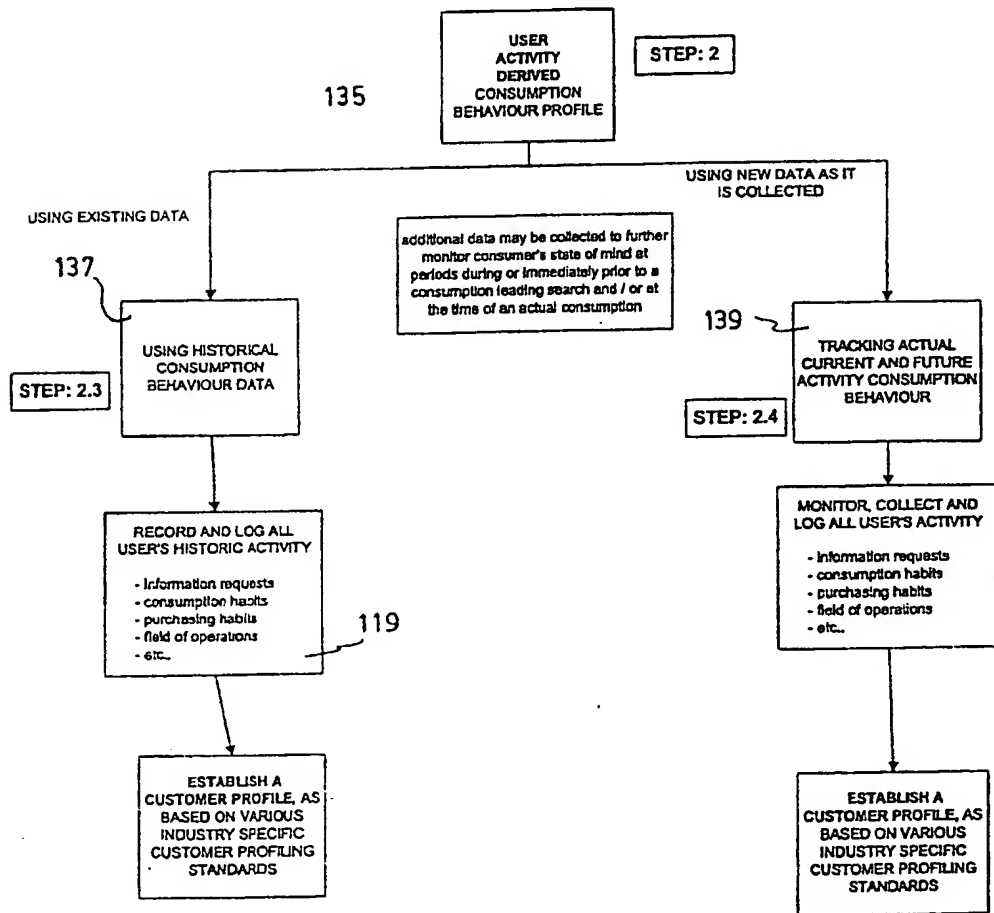 USER
ACTIVITY
DERIVED
CONSUMPTION
BEHAVIOUR PROFILE
STEP: 2
135
USING EXISTING DATA
USING NEW DATA AS IT
IS COLLECTED
additional data may be collected to further
monitor consumer's state of mind at
periods during or immediately prior to a
consumption leading search and / or at
the time of an actual consumption
137
USING HISTORICAL
CONSUMPTION
BEHAVIOUR DATA
STEP: 2.3
139
TRACKING ACTUAL
CURRENT AND FUTURE
ACTIVITY CONSUMPTION
BEHAVIOUR
STEP: 2.4
RECORD AND LOG ALL
USER'S HISTORIC ACTIVITY
- Information requests
- consumption habits
- purchasing habits
- field of operations
- etc..
119
MONITOR, COLLECT AND
LOG ALL USER'S ACTIVITY
- Information requests
- consumption habits
- purchasing habits
- field of operations
- etc..
ESTABLISH A
CUSTOMER PROFILE, AS
BASED ON VARIOUS
INDUSTRY SPECIFIC
CUSTOMER PROFILING
STANDARDS
ESTABLISH A
CUSTOMER PROFILE, AS
BASED ON VARIOUS
INDUSTRY SPECIFIC
CUSTOMER PROFILING
STANDARDS